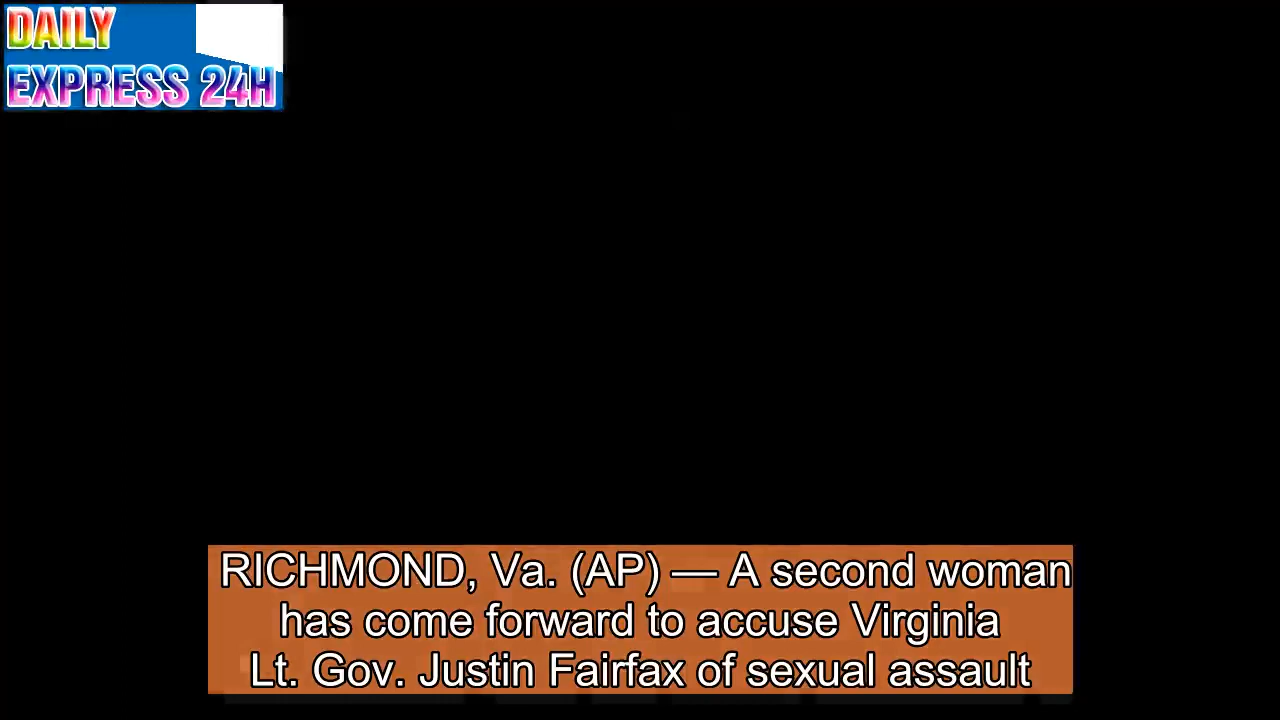 DAILY
EXPRESS 24H
RICHMOND, Va. (AP) — A second woman
has come forward to accuse Virginia
Lt. Gov. Justin Fairfax of sexual assault